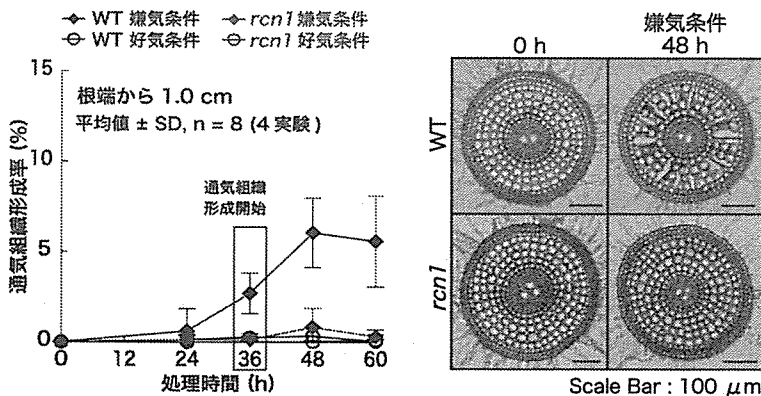 WT 嫌気条件 rcn1 嫌気条件
WT 好気条件 rcn1 好気条件
15
10
5
0
通気組織形成率 (%)
根端から 1.0 cm
平均値 ± SD, n = 8 (4 実験)
通気組織
形成開始
0 12 24 36 48 60
処理時間 (h)
嫌気条件
0 h 48 h
WT
rcn1
Scale Bar : 100 μm